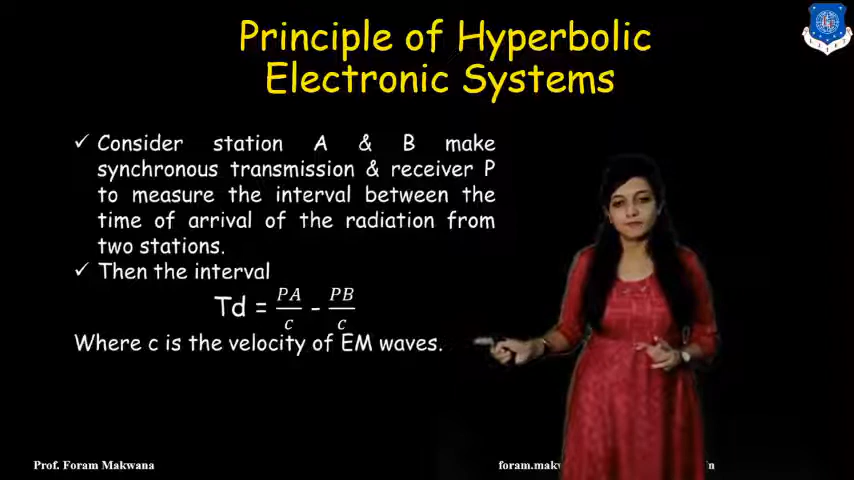 Principle of Hyperbolic
Electronic Systems
✓ Consider station A & B make
synchronous transmission & receiver P
to measure the interval between the
time of arrival of the radiation from
two stations.
✓ Then the interval
Td = PA/c - PB/c
Where c is the velocity of EM waves.
Prof. Foram Makwana